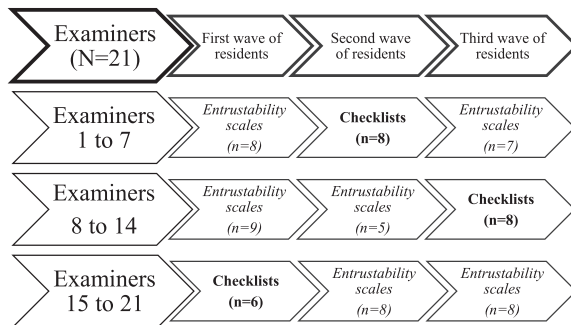 Examiners
(N=21)
First wave of
residents
Second wave
of residents
Third wave of
residents
Examiners
1 to 7
Entrustability
scales
(n=8)
Checklists
(n=8)
Entrustability
scales
(n=7)
Examiners
8 to 14
Entrustability
scales
(n=9)
Entrustability
scales
(n=5)
Checklists
(n=8)
Examiners
15 to 21
Checklists
(n=6)
Entrustability
scales
(n=8)
Entrustability
scales
(n=8)